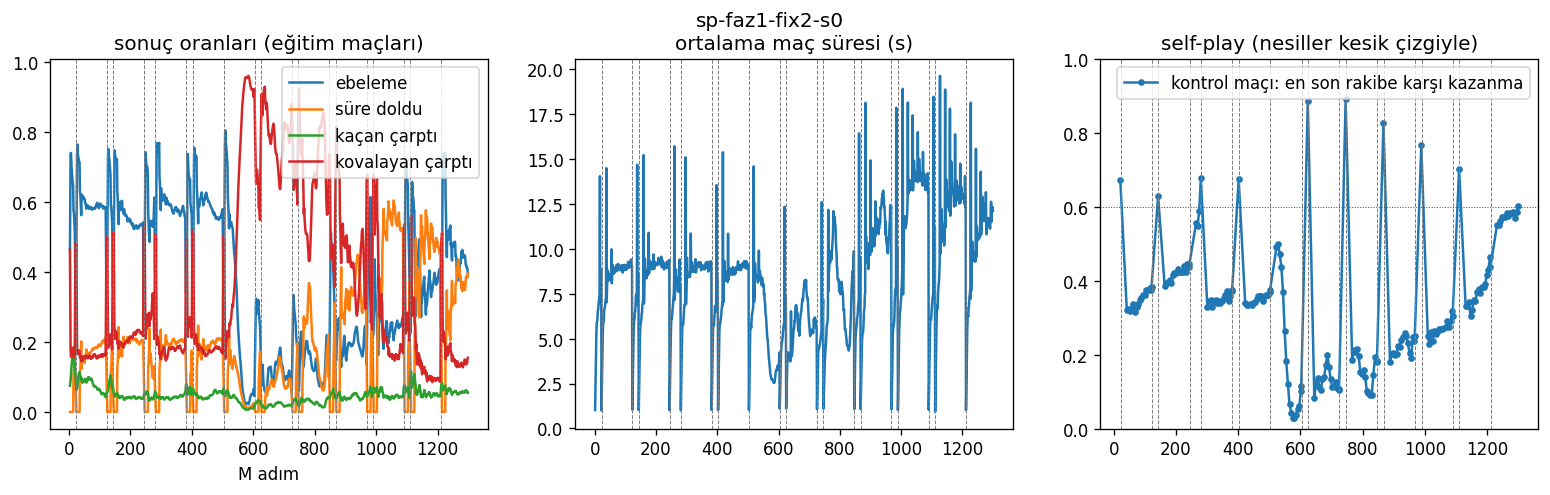 sp-faz1-fix2-s0
sonuç oranları (eğitim maçları)
ebeleme
süre doldu
kaçan çarptı
kovalayan çarptı
1.0
0.8
0.6
0.4
0.2
0.0
0 200 400 600 800 1000 1200
M adım
ortalama maç süresi (s)
20.0
17.5
15.0
12.5
10.0
7.5
5.0
2.5
0.0
0 200 400 600 800 1000 1200
self-play (nesiller kesik çizgiyle)
kontrol maçı: en son rakibe karşı kazanma
1.0
0.8
0.6
0.4
0.2
0.0
0 200 400 600 800 1000 1200